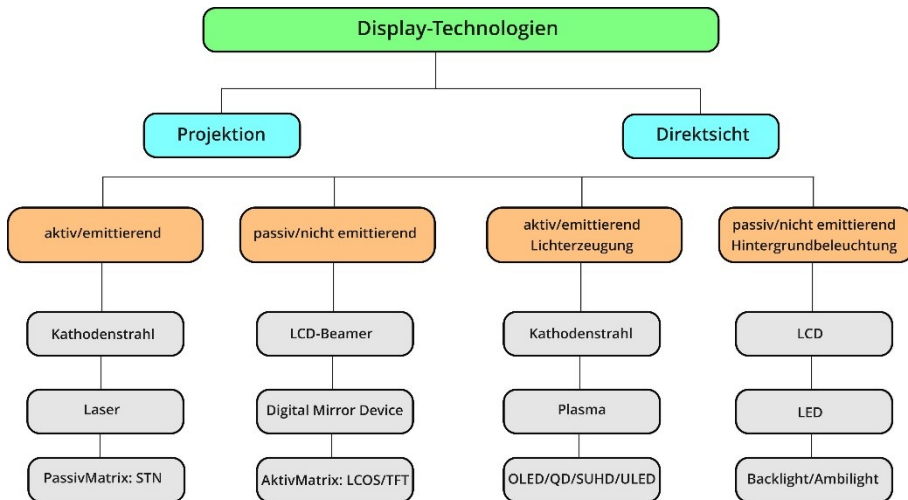 Display-Technologien
Projektion
Direktsicht
aktiv/emittierend
passiv/nicht emittierend
aktiv/emittierend
Lichterzeugung
passiv/nicht emittierend
Hintergrundbeleuchtung
Kathodenstrahl
LCD-Beamer
Kathodenstrahl
LCD
Laser
Digital Mirror Device
Plasma
LED
PassivMatrix: STN
AktivMatrix: LCOS/TFT
OLED/QD/SUHD/ULED
Backlight/Ambilight